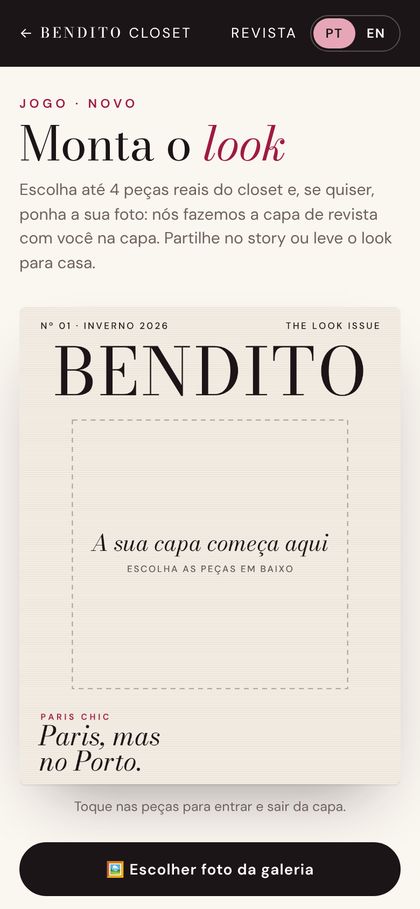 ← BENDITO CLOSET
REVISTA
PT
EN
JOGO · NOVO
Monta o look
Escolha até 4 peças reais do closet e, se quiser,
ponha a sua foto: nós fazemos a capa de revista
com você na capa. Partilhe no story ou leve o look
para casa.
Nº 01 · INVERNO 2026
THE LOOK ISSUE
BENDITO
A sua capa começa aqui
ESCOLHA AS PEÇAS EM BAIXO
PARIS CHIC
Paris, mas
no Porto.
Toque nas peças para entrar e sair da capa.
🖼️ Escolher foto da galeria